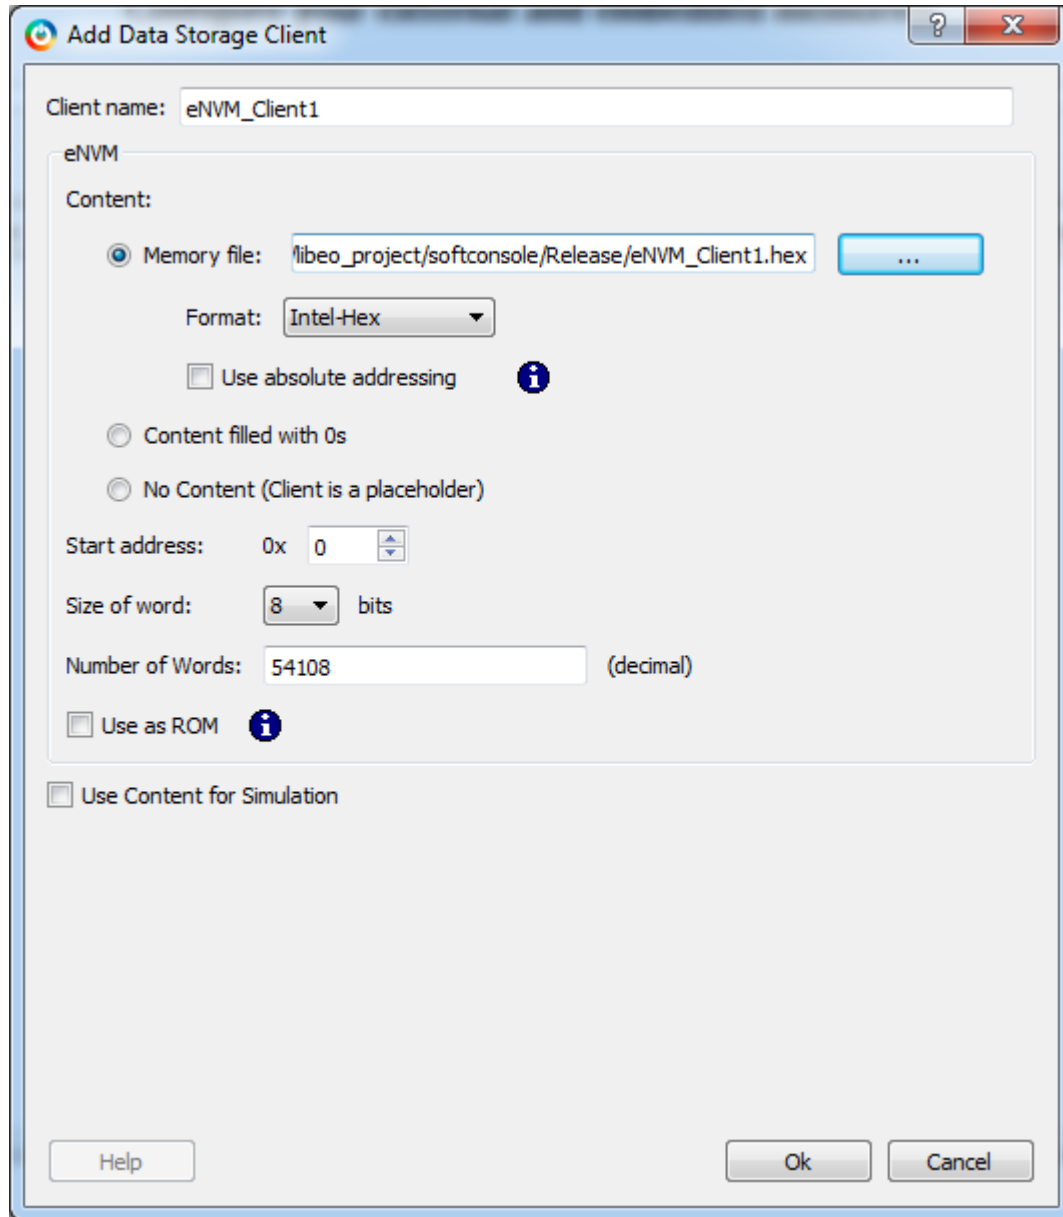 Add Data Storage Client
Client name: eNVM_Client1
eNVM
Content:
Memory file: /libeo_project/softconsole/Release/eNVM_Client1.hex ...
Format: Intel-Hex
Use absolute addressing
Content filled with 0s
No Content (Client is a placeholder)
Start address: 0x 0
Size of word: 8 bits
Number of Words: 54108 (decimal)
Use as ROM
Use Content for Simulation
Help Ok Cancel